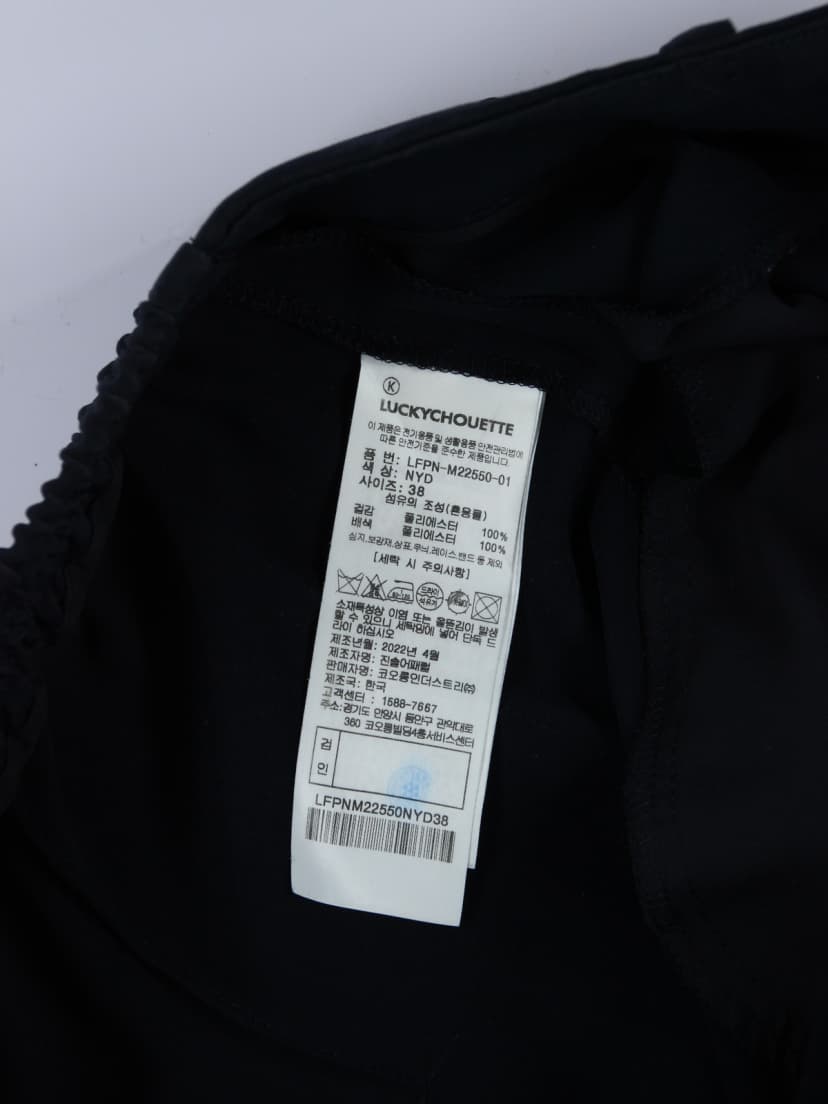 K
LUCKYCHOUETTE
이 제품은 전기용품 및 생활용품 안전관리법에
따른 안전기준을 준수한 제품입니다.
품 번: LFPN-M22550-01
색 상: NYD
사이즈: 38
섬유의 조성(혼용율)
겉감 폴리에스터 100%
배색 폴리에스터 100%
심지,보강재,상표,무늬,레이스,밴드 등 제외
[세탁 시 주의사항]
드라이
석유계
소재특성상 이염 또는 올뜯김이 발생
할 수 있으니 세탁망에 넣어 단독 드
라이 하십시오
제조년월: 2022년 4월
제조자명: 진솔어패럴
판매자명: 코오롱인더스트리㈜
제조국: 한국
고객센터 : 1588-7667
주소:경기도 안양시 동안구 관악대로
360 코오롱빌딩4층서비스센터
검
인
LFPNM22550NYD38